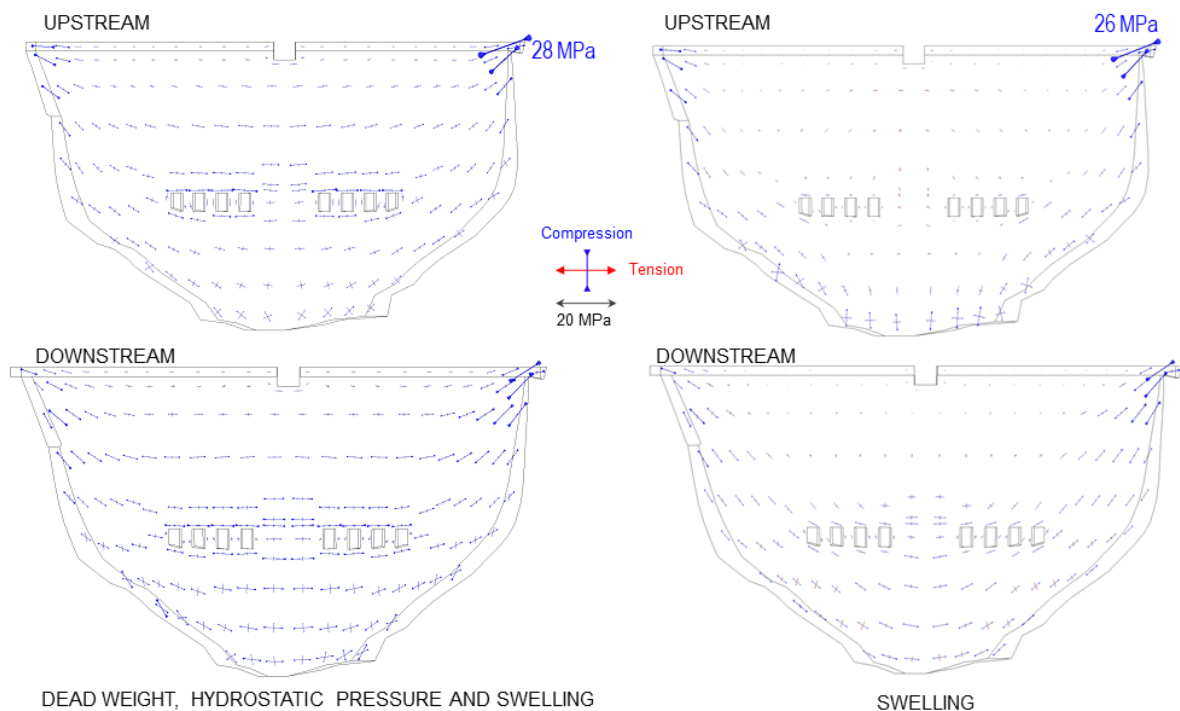 UPSTREAM
28 MPa
UPSTREAM
26 MPa
Compression
Tension
20 MPa
DOWNSTREAM
DOWNSTREAM
DEAD WEIGHT, HYDROSTATIC PRESSURE AND SWELLING
SWELLING